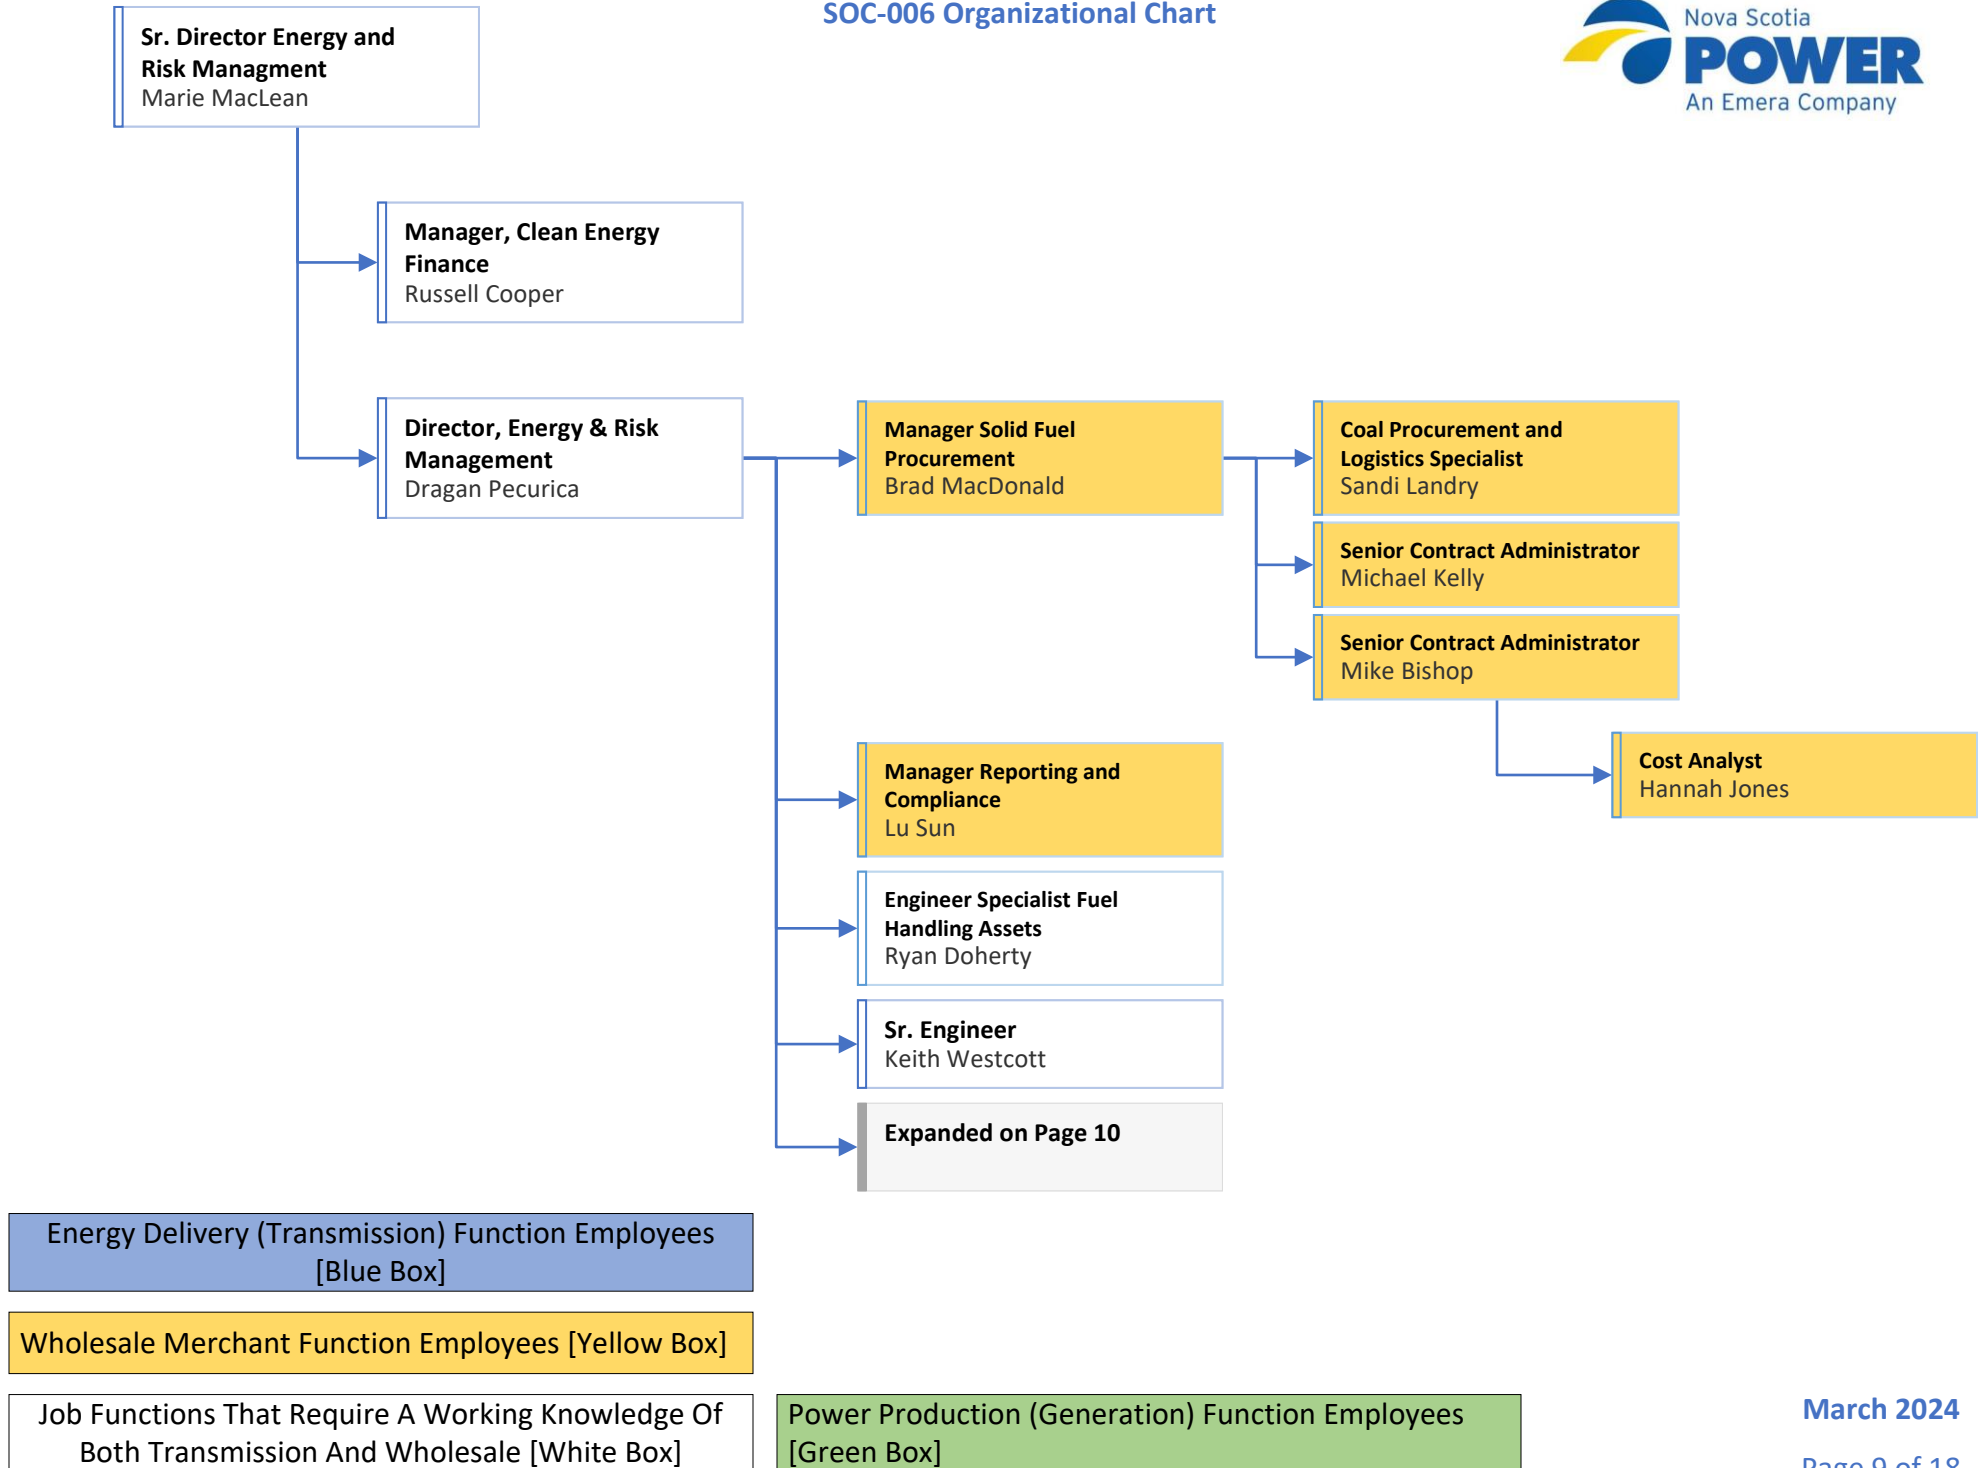 SOC-006 Organizational Chart
Nova Scotia
POWER
An Emera Company
Sr. Director Energy and
Risk Managment
Marie MacLean
Manager, Clean Energy
Finance
Russell Cooper
Director, Energy & Risk
Management
Dragan Pecurica
Manager Solid Fuel
Procurement
Brad MacDonald
Coal Procurement and
Logistics Specialist
Sandi Landry
Senior Contract Administrator
Michael Kelly
Senior Contract Administrator
Mike Bishop
Cost Analyst
Hannah Jones
Manager Reporting and
Compliance
Lu Sun
Engineer Specialist Fuel
Handling Assets
Ryan Doherty
Sr. Engineer
Keith Westcott
Expanded on Page 10
Energy Delivery (Transmission) Function Employees
[Blue Box]
Wholesale Merchant Function Employees [Yellow Box]
Job Functions That Require A Working Knowledge Of
Both Transmission And Wholesale [White Box]
Power Production (Generation) Function Employees
[Green Box]
March 2024
Page 9 of 18